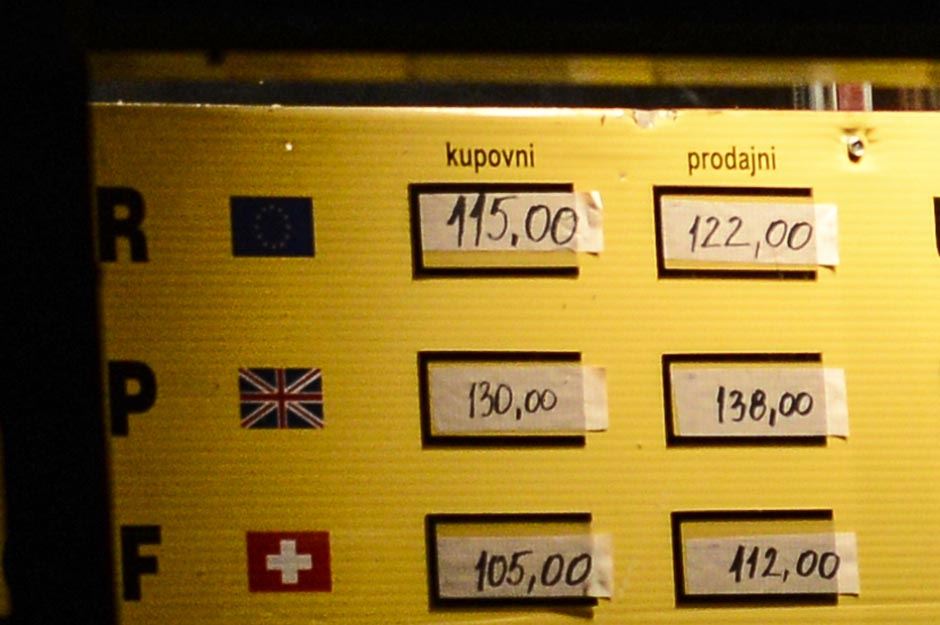 kupovni prodajni
R 115,00 122,00
P 130,00 138,00
F 105,00 112,00